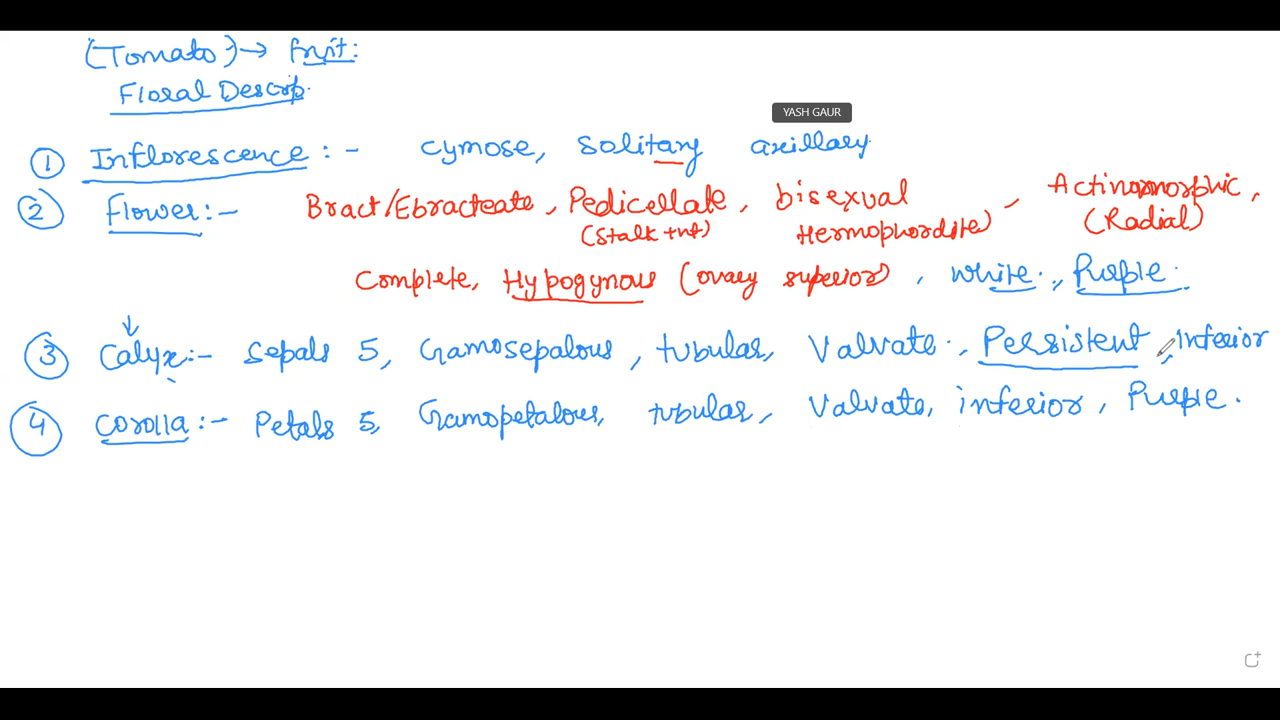 (Tomato) → fruit:
Floral Descrip.
YASH GAUR
① Inflorescence :- cymose, solitary axillary.
② Flower :- Bract/Ebracteate, Pedicellate, bisexual, Actinomorphic,
(Stalk +nt) Hermophordite) (Radial)
Complete, Hypogynous (ovary superior), white., Purple.
③ Calyx :- Sepals 5, Gamosepalous, tubular, Valvate., Persistent, Inferior
④ Corolla :- Petals 5, Gamopetalous, tubular, Valvate, inferior, Purple.